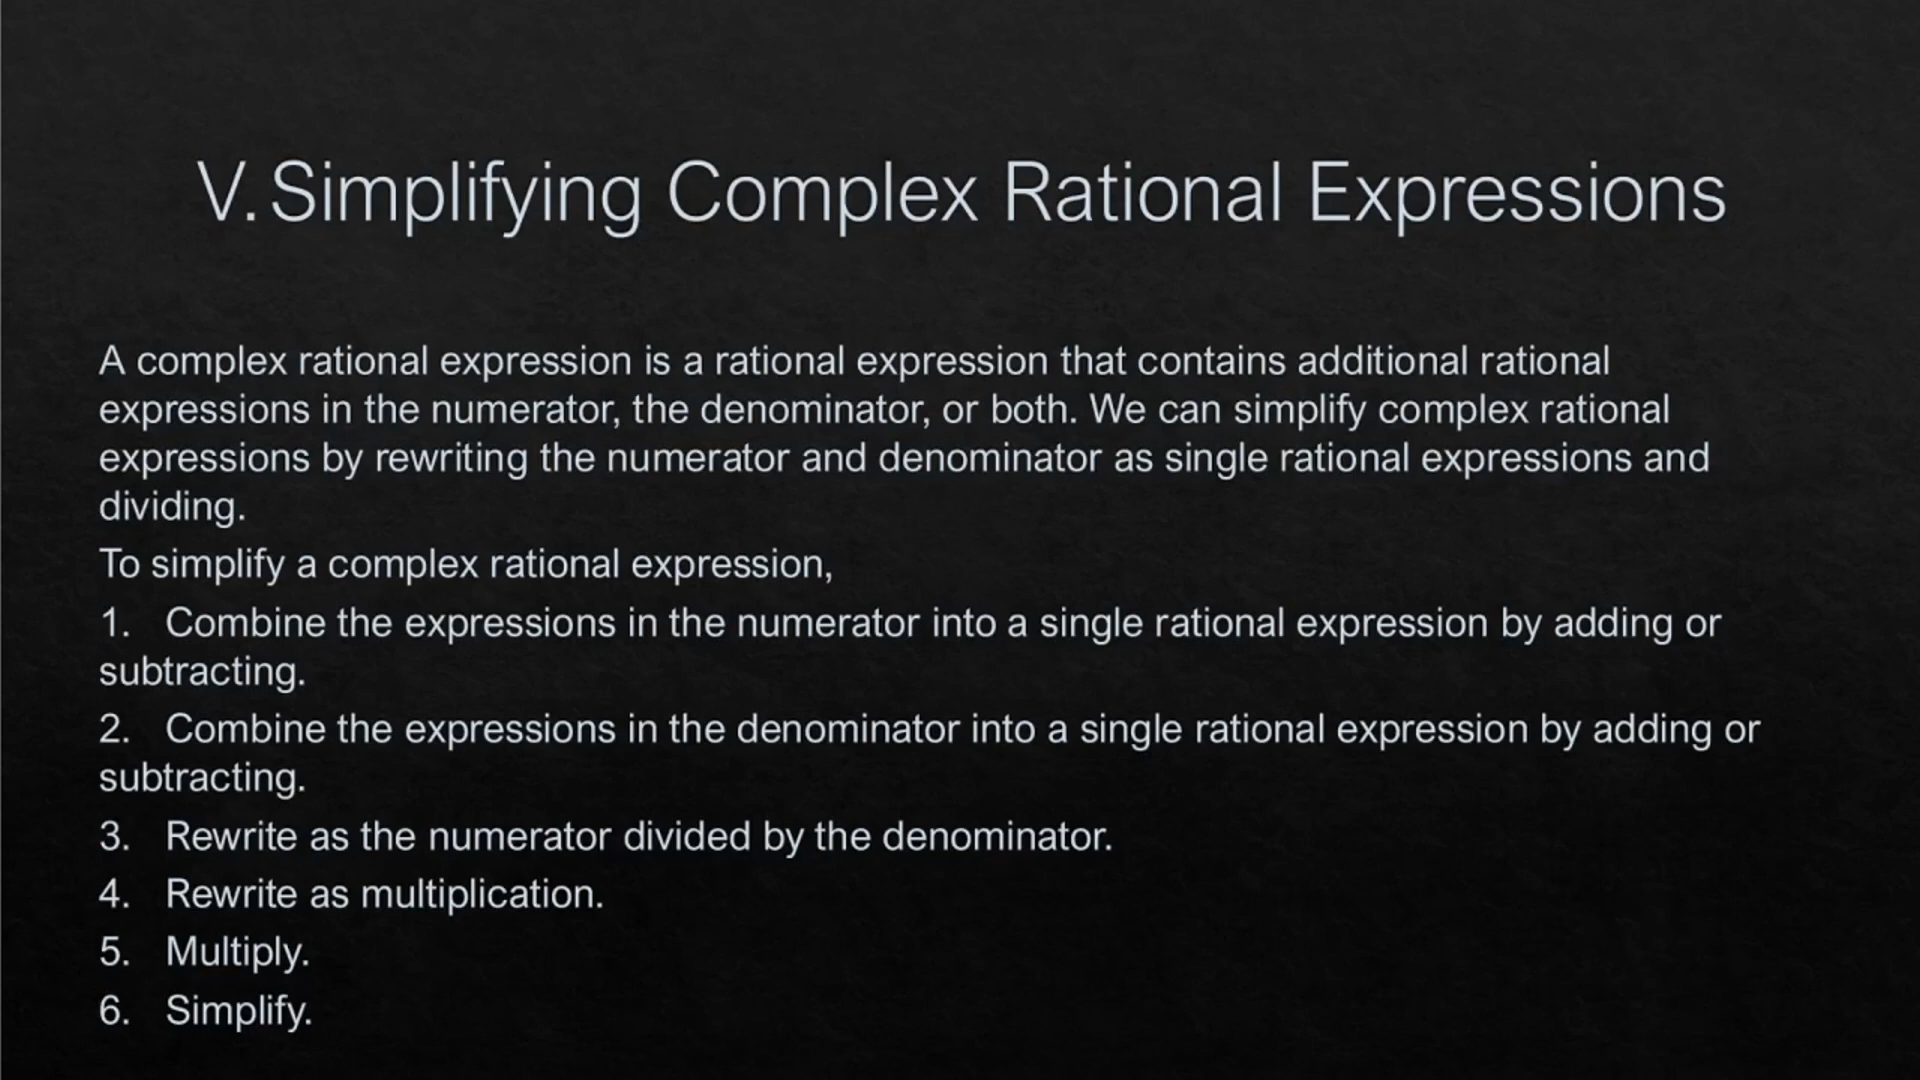 V. Simplifying Complex Rational Expressions
A complex rational expression is a rational expression that contains additional rational
expressions in the numerator, the denominator, or both. We can simplify complex rational
expressions by rewriting the numerator and denominator as single rational expressions and
dividing.
To simplify a complex rational expression,
1. Combine the expressions in the numerator into a single rational expression by adding or
subtracting.
2. Combine the expressions in the denominator into a single rational expression by adding or
subtracting.
3. Rewrite as the numerator divided by the denominator.
4. Rewrite as multiplication.
5. Multiply.
6. Simplify.